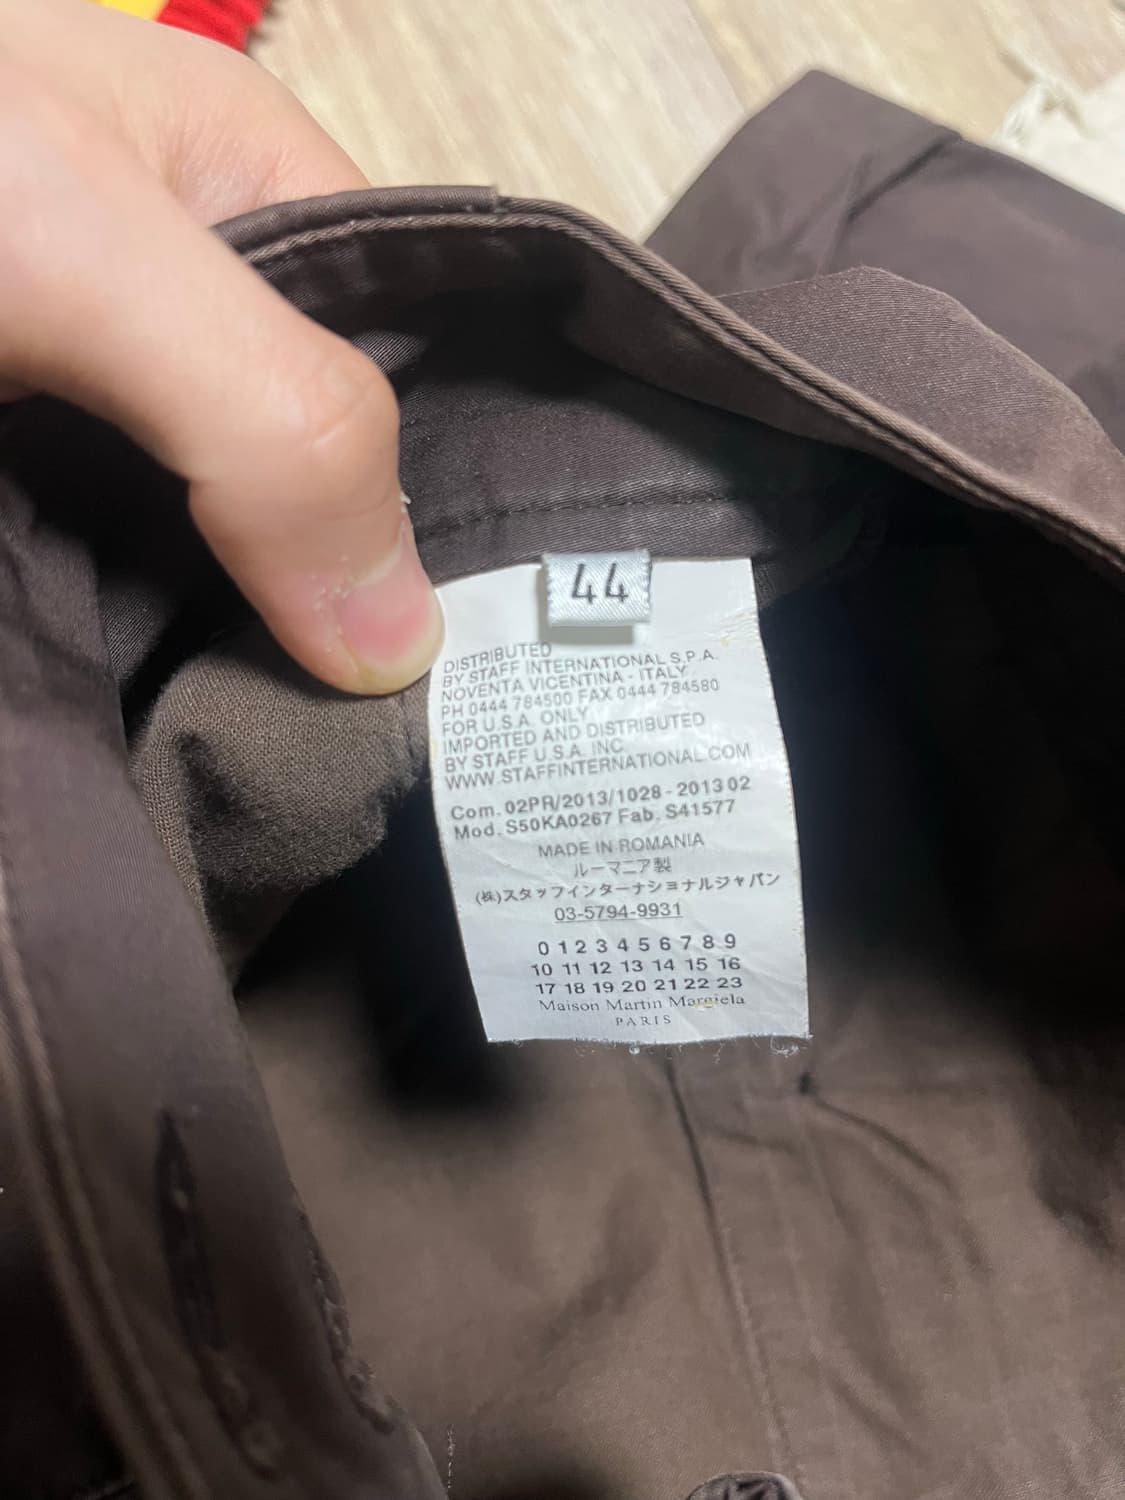 44
DISTRIBUTED
BY STAFF INTERNATIONAL S.P.A.
NOVENTA VICENTINA - ITALY
PH 0444 784500 FAX 0444 784580
FOR U.S.A. ONLY
IMPORTED AND DISTRIBUTED
BY STAFF U.S.A. INC.
WWW.STAFFINTERNATIONAL.COM
Com. 02PR/2013/1028 - 2013 02
Mod. S50KA0267 Fab. S41577
MADE IN ROMANIA
ルーマニア製
(株)スタッフインターナショナルジャパン
03-5794-9931
0 1 2 3 4 5 6 7 8 9
10 11 12 13 14 15 16
17 18 19 20 21 22 23
Maison Martin Margiela
PARIS